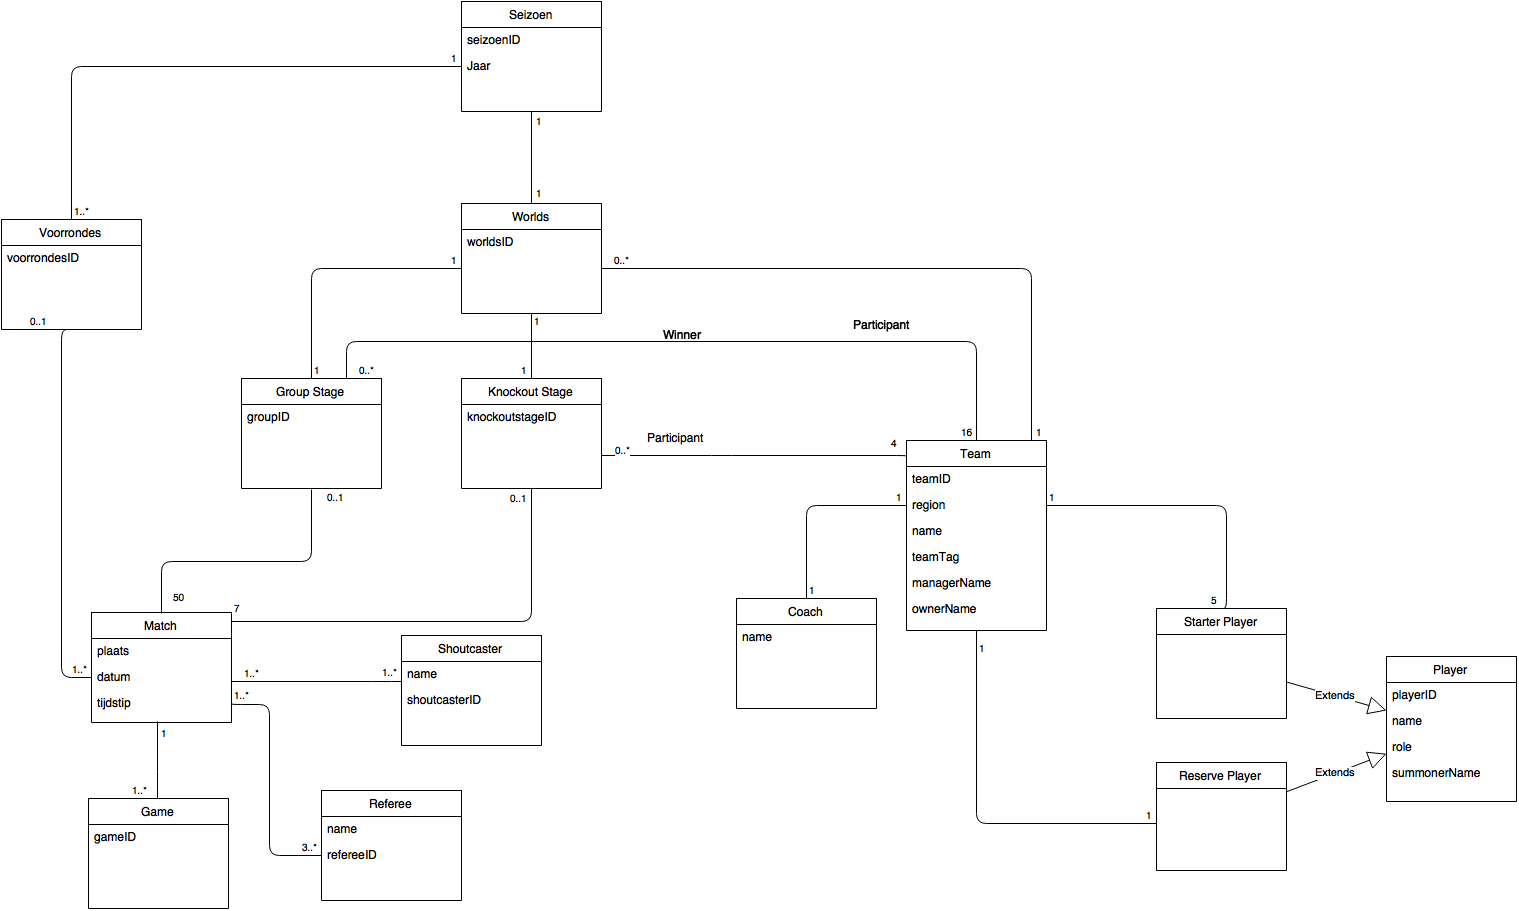 Seizoen
seizoenID
Jaar
1
1
1..*
1
Voorrondes
voorrondesID
0..1
Worlds
worldsID
1
0..*
1
Winner
Participant
1
0..*
1
Group Stage
groupID
0..1
Knockout Stage
knockoutstageID
0..1
Participant
0..*
4
16
1
Team
teamID
region
name
teamTag
managerName
ownerName
1
1
1
1
Coach
name
5
Starter Player
Extends
Player
playerID
name
role
summonerName
Reserve Player
Extends
1
50
7
Match
plaats
datum
tijdstip
1..*
1..*
1..*
1..*
1
Shoutcaster
name
shoutcasterID
1..*
Game
gameID
Referee
name
refereeID
3..*